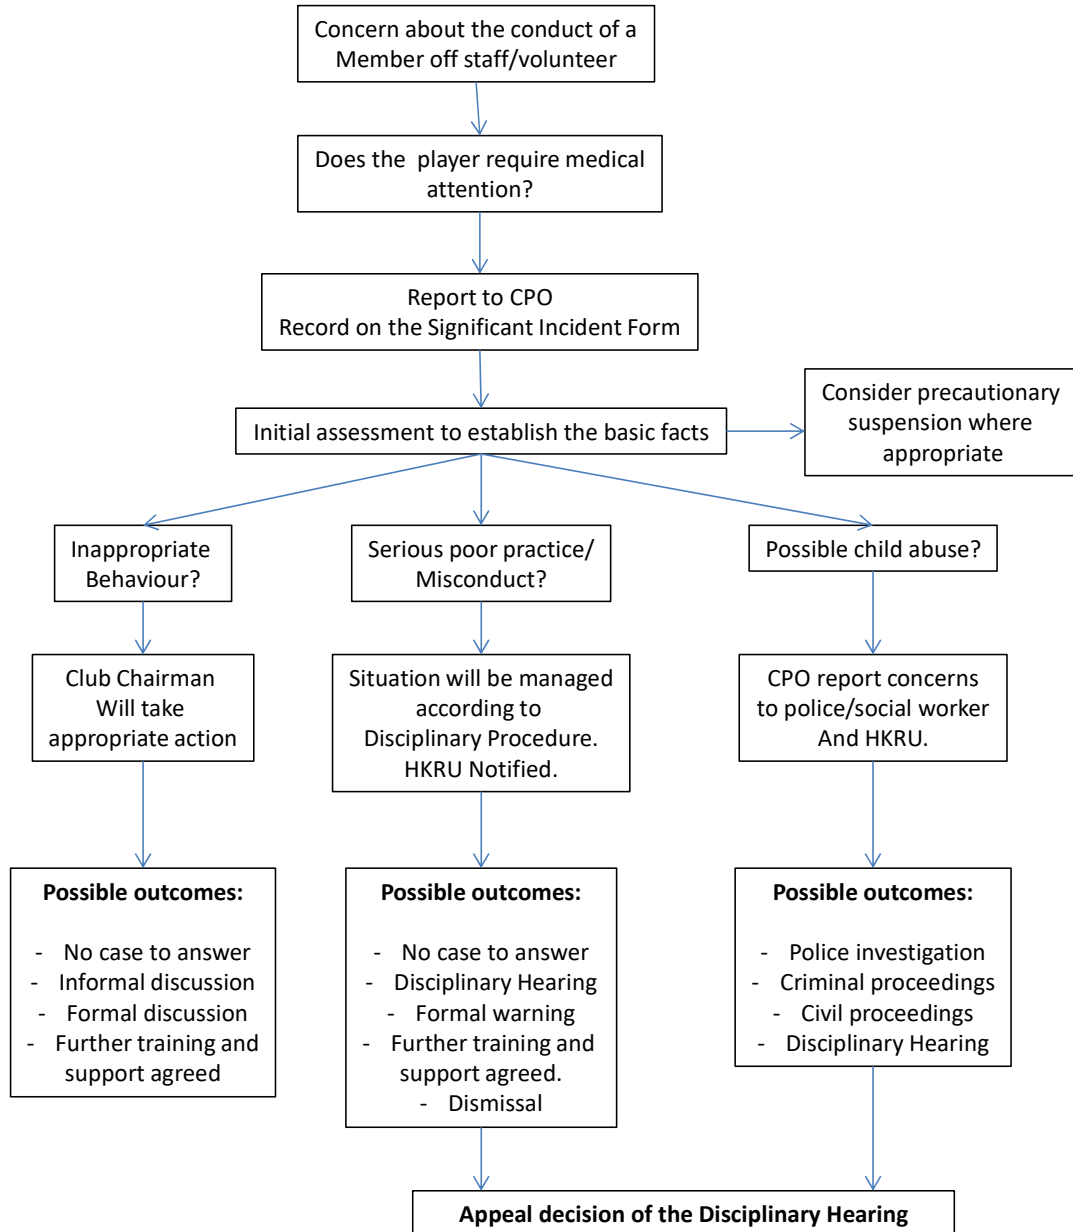 Concern about the conduct of a
Member off staff/volunteer
Does the player require medical
attention?
Report to CPO
Record on the Significant Incident Form
Initial assessment to establish the basic facts
Consider precautionary
suspension where
appropriate
Inappropriate
Behaviour?
Serious poor practice/
Misconduct?
Possible child abuse?
Club Chairman
Will take
appropriate action
Situation will be managed
according to
Disciplinary Procedure.
HKRU Notified.
CPO report concerns
to police/social worker
And HKRU.
Possible outcomes:
- No case to answer
- Informal discussion
- Formal discussion
- Further training and
support agreed
Possible outcomes:
- No case to answer
- Disciplinary Hearing
- Formal warning
- Further training and
support agreed.
- Dismissal
Possible outcomes:
- Police investigation
- Criminal proceedings
- Civil proceedings
- Disciplinary Hearing
Appeal decision of the Disciplinary Hearing